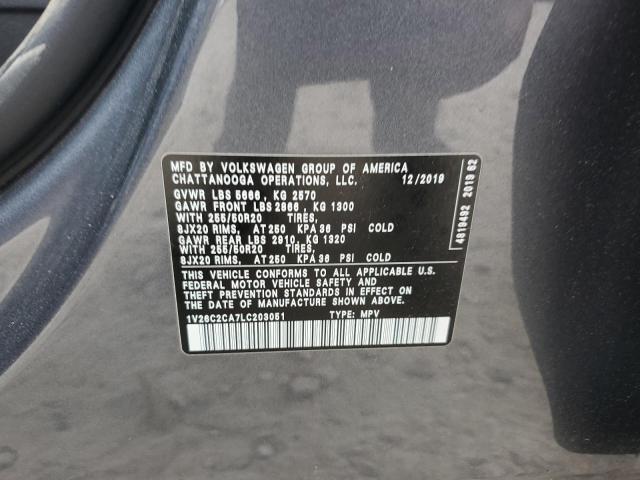 MFD BY VOLKSWAGEN GROUP OF AMERICA
CHATTANOOGA OPERATIONS, LLC. 12/2019
GVWR LBS 5666 , KG 2570
GAWR FRONT LBS 2866 , KG 1300
WITH 255/50R20 TIRES,
8JX20 RIMS, AT 250 KPA 36 PSI COLD
GAWR REAR LBS 2910, KG 1320
WITH 255/50R20 TIRES,
8JX20 RIMS, AT 250 KPA 36 PSI COLD
THIS VEHICLE CONFORMS TO ALL APPLICABLE U.S.
FEDERAL MOTOR VEHICLE SAFETY AND
THEFT PREVENTION STANDARDS IN EFFECT ON
THE DATE OF MANUFACTURE SHOWN ABOVE.
1V26C2CA7LC203051 TYPE: MPV
4819492 2019 62